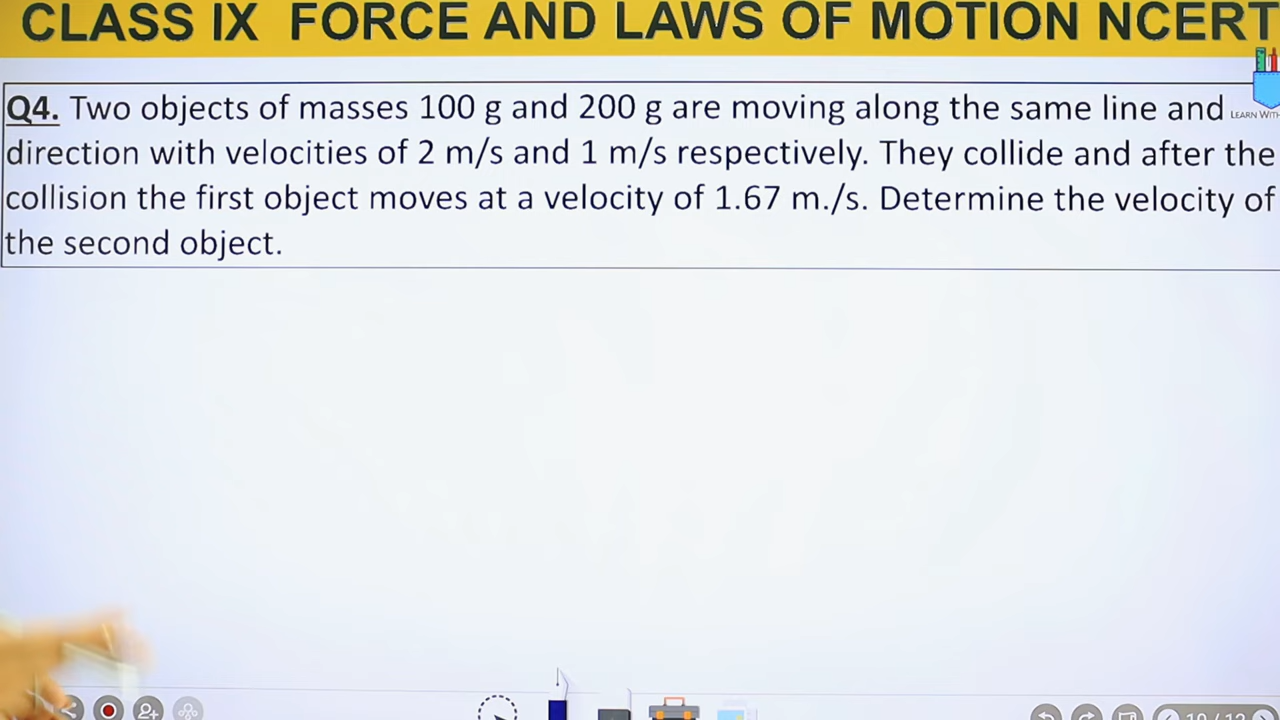 CLASS IX FORCE AND LAWS OF MOTION NCERT
Q4. Two objects of masses 100 g and 200 g are moving along the same line and
LEARN WITH
direction with velocities of 2 m/s and 1 m/s respectively. They collide and after the
collision the first object moves at a velocity of 1.67 m./s. Determine the velocity of
the second object.